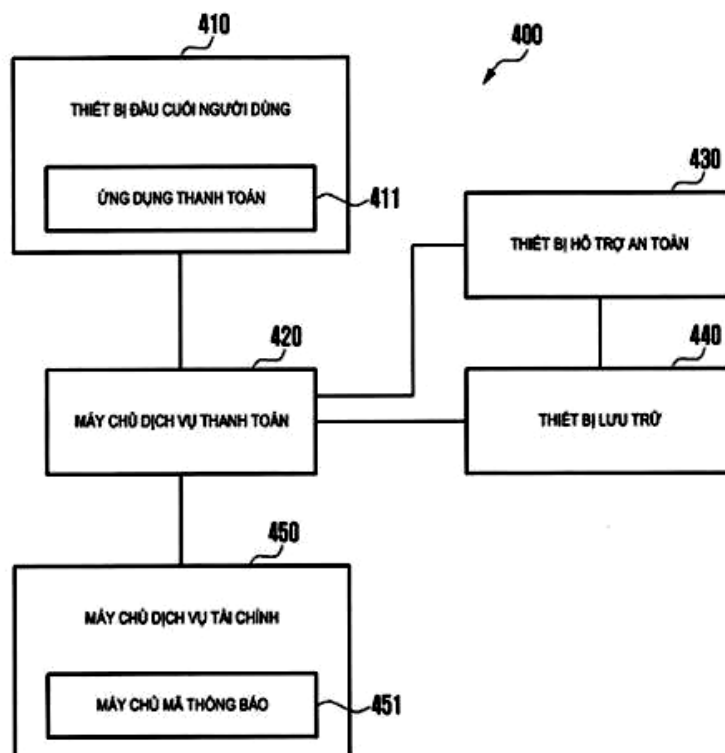 410
400
THIẾT BỊ ĐẦU CUỐI NGƯỜI DÙNG
ỨNG DỤNG THANH TOÁN
411
430
THIẾT BỊ HỖ TRỢ AN TOÀN
420
MÁY CHỦ DỊCH VỤ THANH TOÁN
440
THIẾT BỊ LƯU TRỮ
450
MÁY CHỦ DỊCH VỤ TÀI CHÍNH
MÁY CHỦ MÃ THÔNG BÁO
451